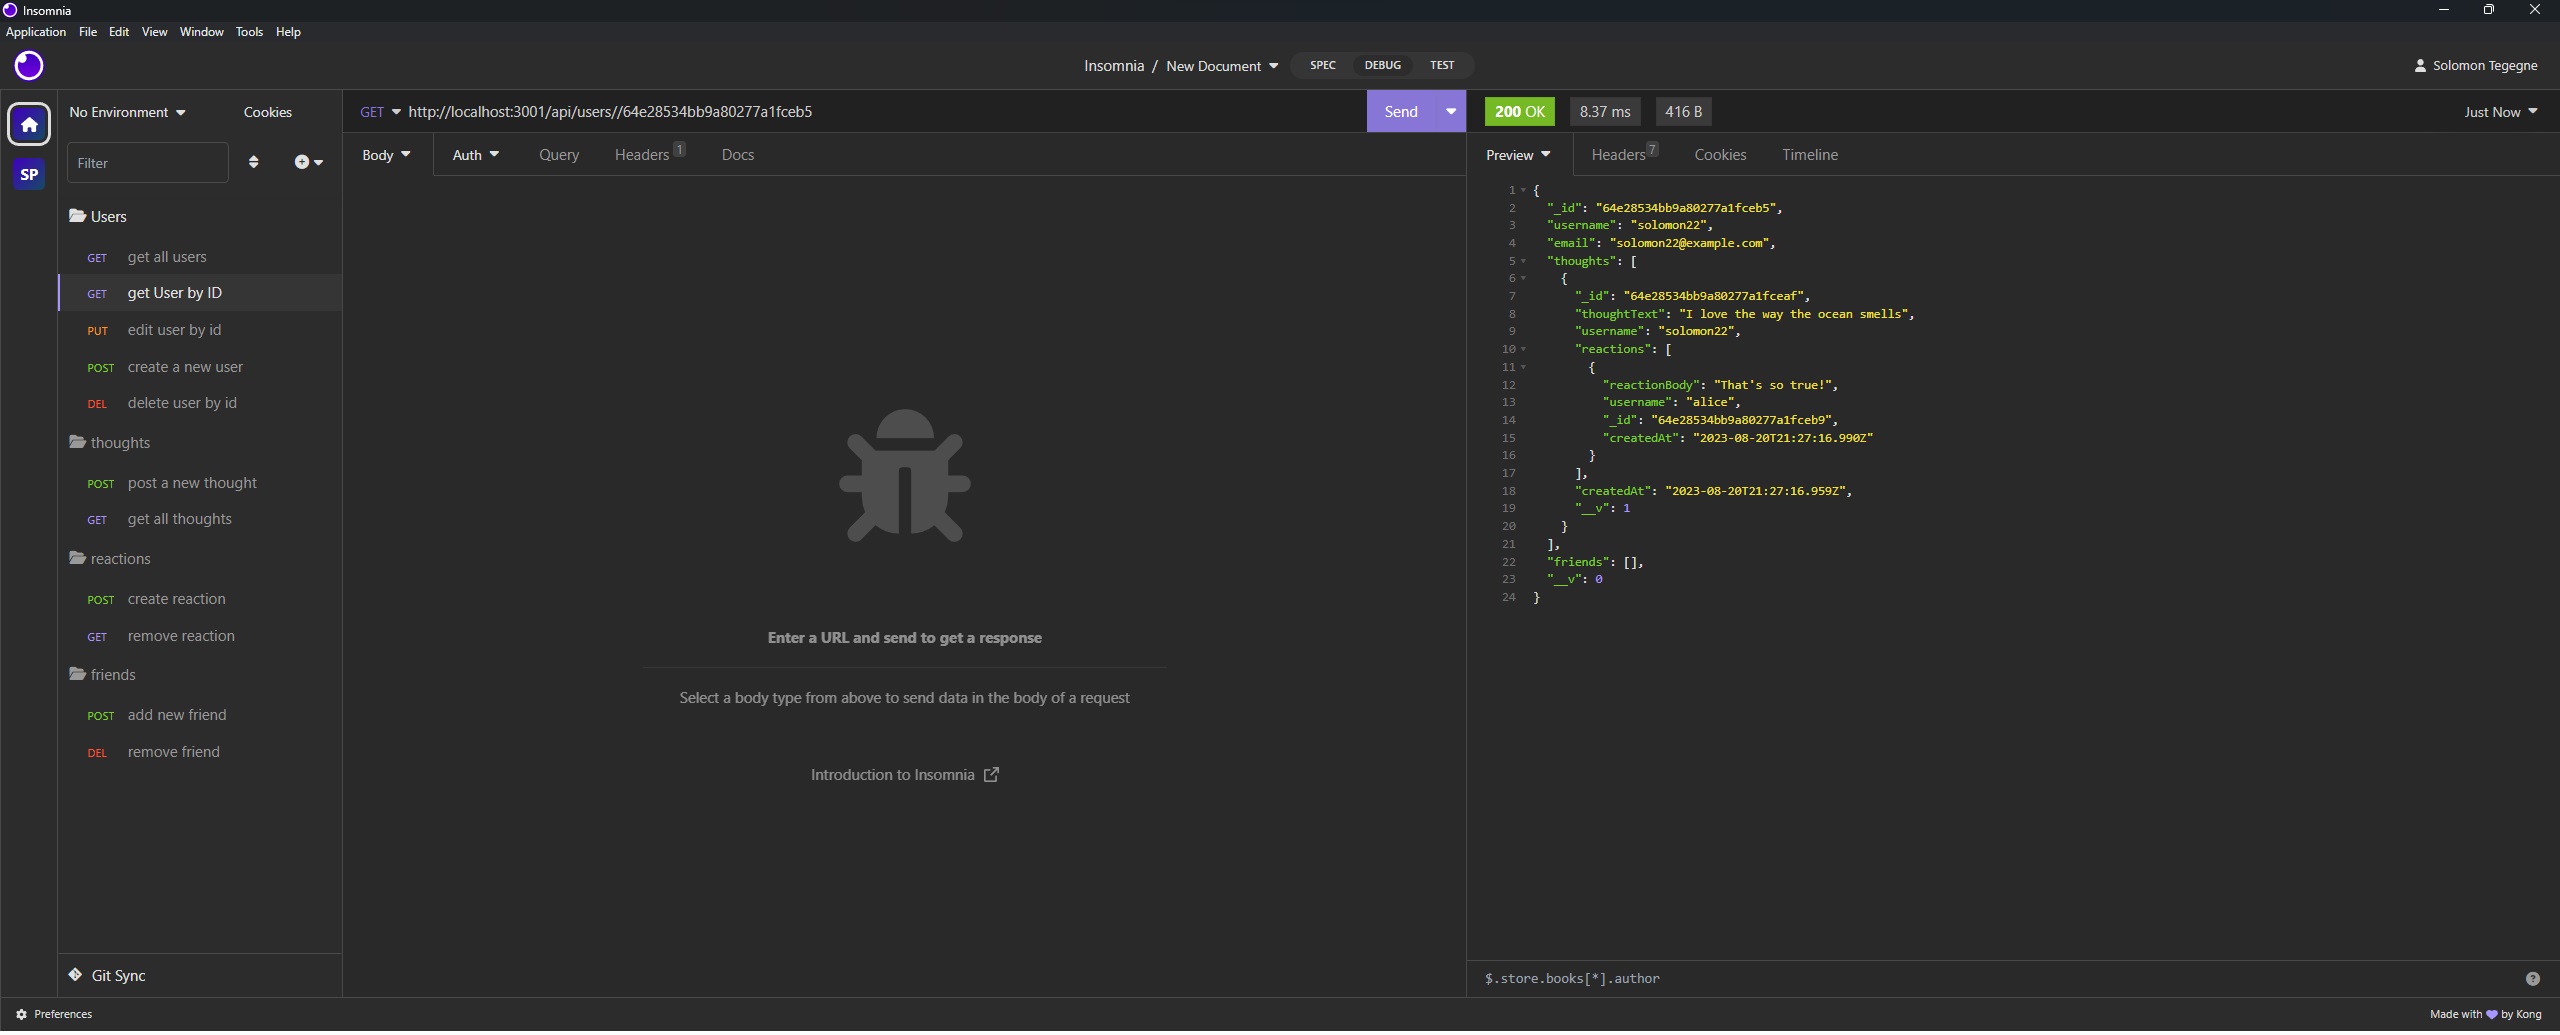 Insomnia
Application File Edit View Window Tools Help
Insomnia / New Document SPEC DEBUG TEST
Solomon Tegegne
SP
No Environment Cookies
Filter
Users
GET get all users
GET get User by ID
PUT edit user by id
POST create a new user
DEL delete user by id
thoughts
POST post a new thought
GET get all thoughts
reactions
POST create reaction
GET remove reaction
friends
POST add new friend
DEL remove friend
Git Sync
Preferences
GET http://localhost:3001/api/users//64e28534bb9a80277a1fceb5 Send
Body Auth Query Headers 1 Docs
Enter a URL and send to get a response
Select a body type from above to send data in the body of a request
Introduction to Insomnia
200 OK 8.37 ms 416 B Just Now
Preview Headers 7 Cookies Timeline
1 {
2 "_id": "64e28534bb9a80277a1fceb5",
3 "username": "solomon22",
4 "email": "solomon22@example.com",
5 "thoughts": [
6 {
7 "_id": "64e28534bb9a80277a1fceaf",
8 "thoughtText": "I love the way the ocean smells",
9 "username": "solomon22",
10 "reactions": [
11 {
12 "reactionBody": "That's so true!",
13 "username": "alice",
14 "_id": "64e28534bb9a80277a1fceb9",
15 "createdAt": "2023-08-20T21:27:16.990Z"
16 }
17 ],
18 "createdAt": "2023-08-20T21:27:16.959Z",
19 "__v": 1
20 }
21 ],
22 "friends": [],
23 "__v": 0
24 }
$.store.books[*].author
?
Made with 💜 by Kong